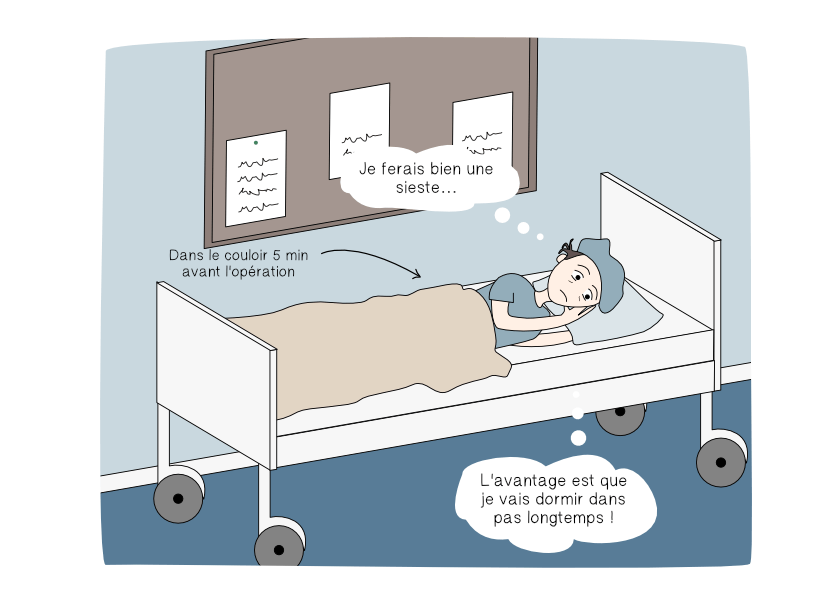 Je ferais bien une
sieste...
Dans le couloir 5 min
avant l'opération
L'avantage est que
je vais dormir dans
pas longtemps !